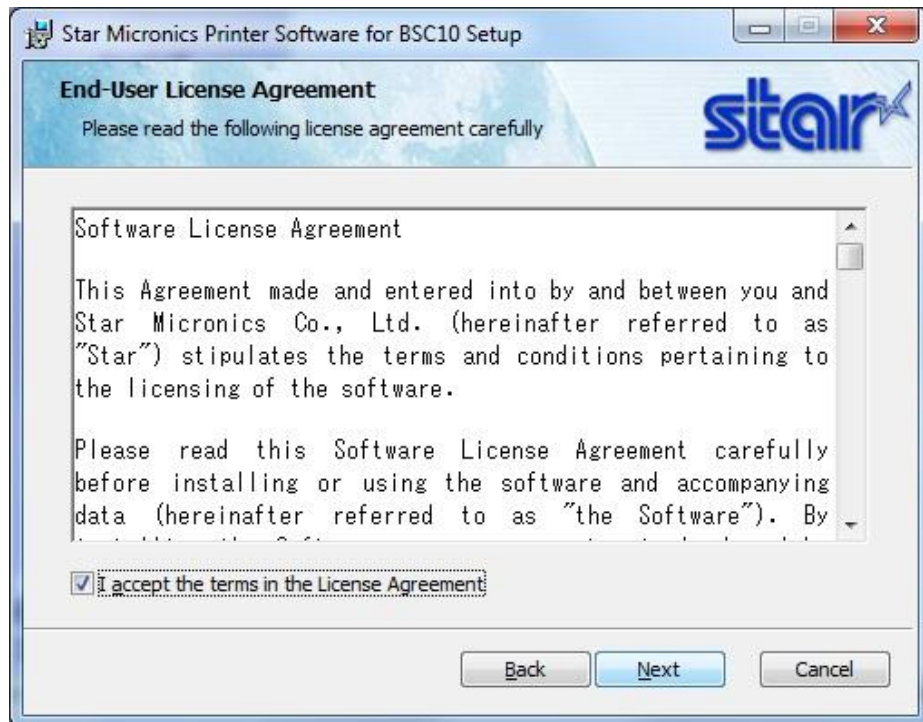 Star Micronics Printer Software for BSC10 Setup
End-User License Agreement
Please read the following license agreement carefully
star
Software License Agreement
This Agreement made and entered into by and between you and
Star Micronics Co., Ltd. (hereinafter referred to as
"Star") stipulates the terms and conditions pertaining to
the licensing of the software.
Please read this Software License Agreement carefully
before installing or using the software and accompanying
data (hereinafter referred to as "the Software"). By
I accept the terms in the License Agreement
Back
Next
Cancel